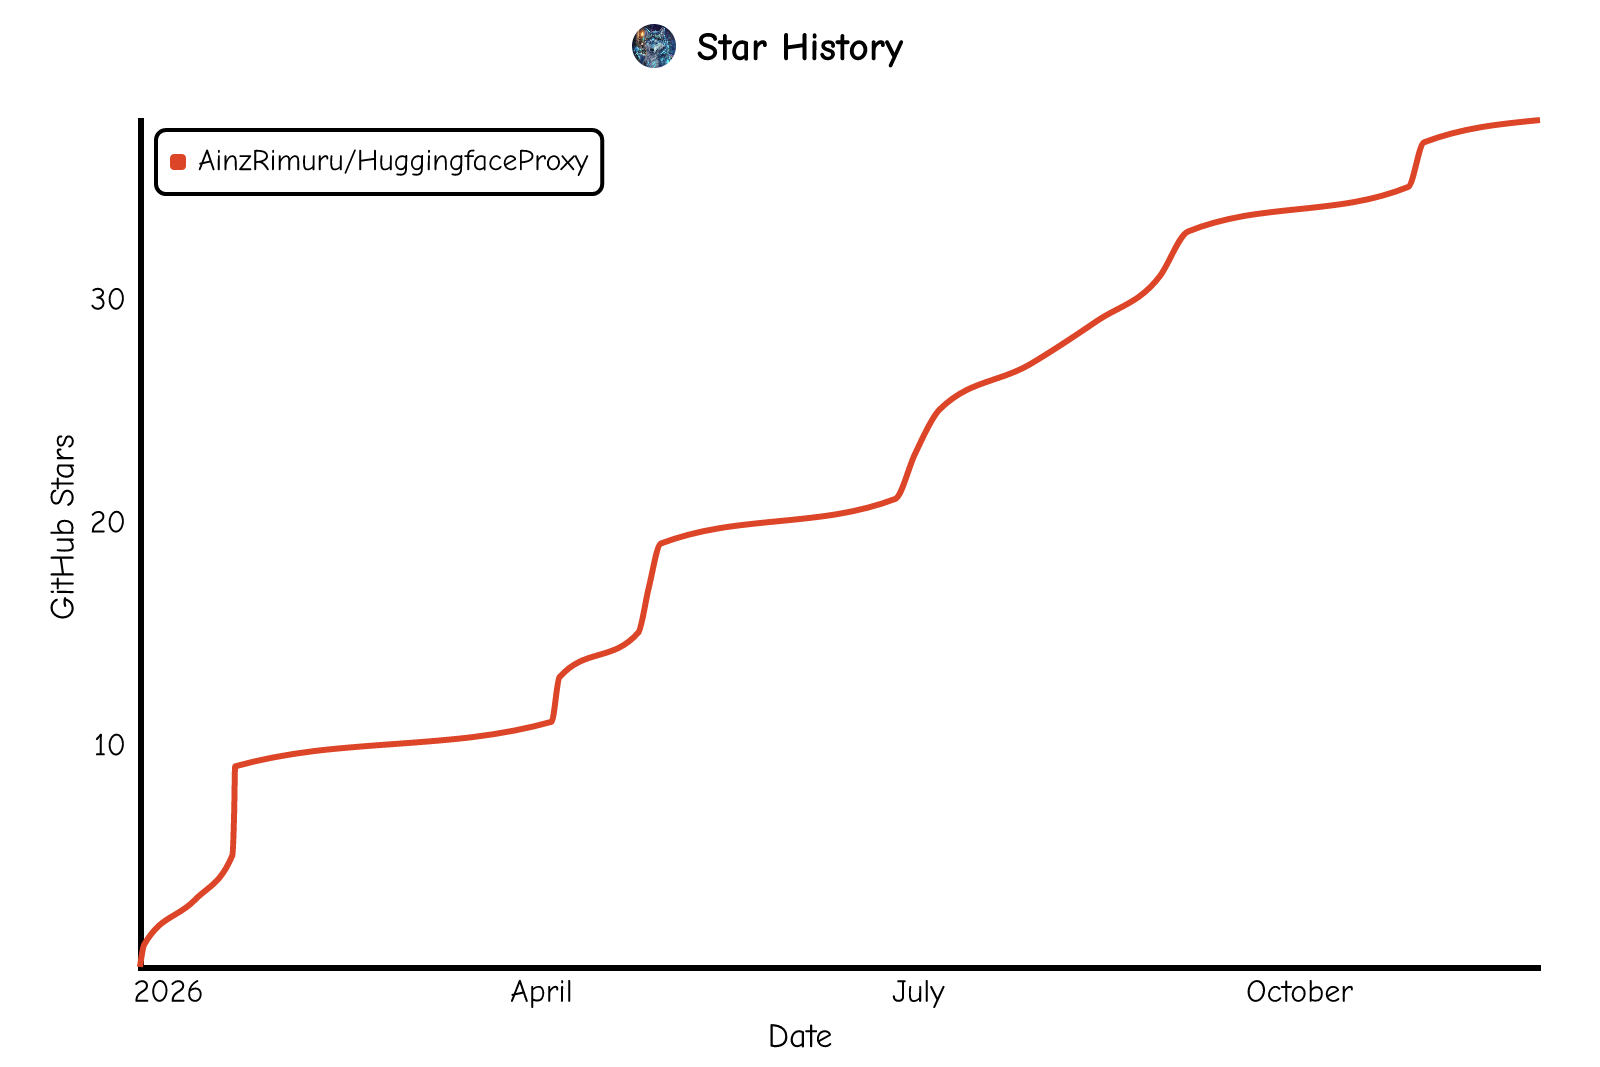 Star History
AinzRimuru/HuggingfaceProxy
30
20
10
GitHub Stars
2026
April
July
October
Date